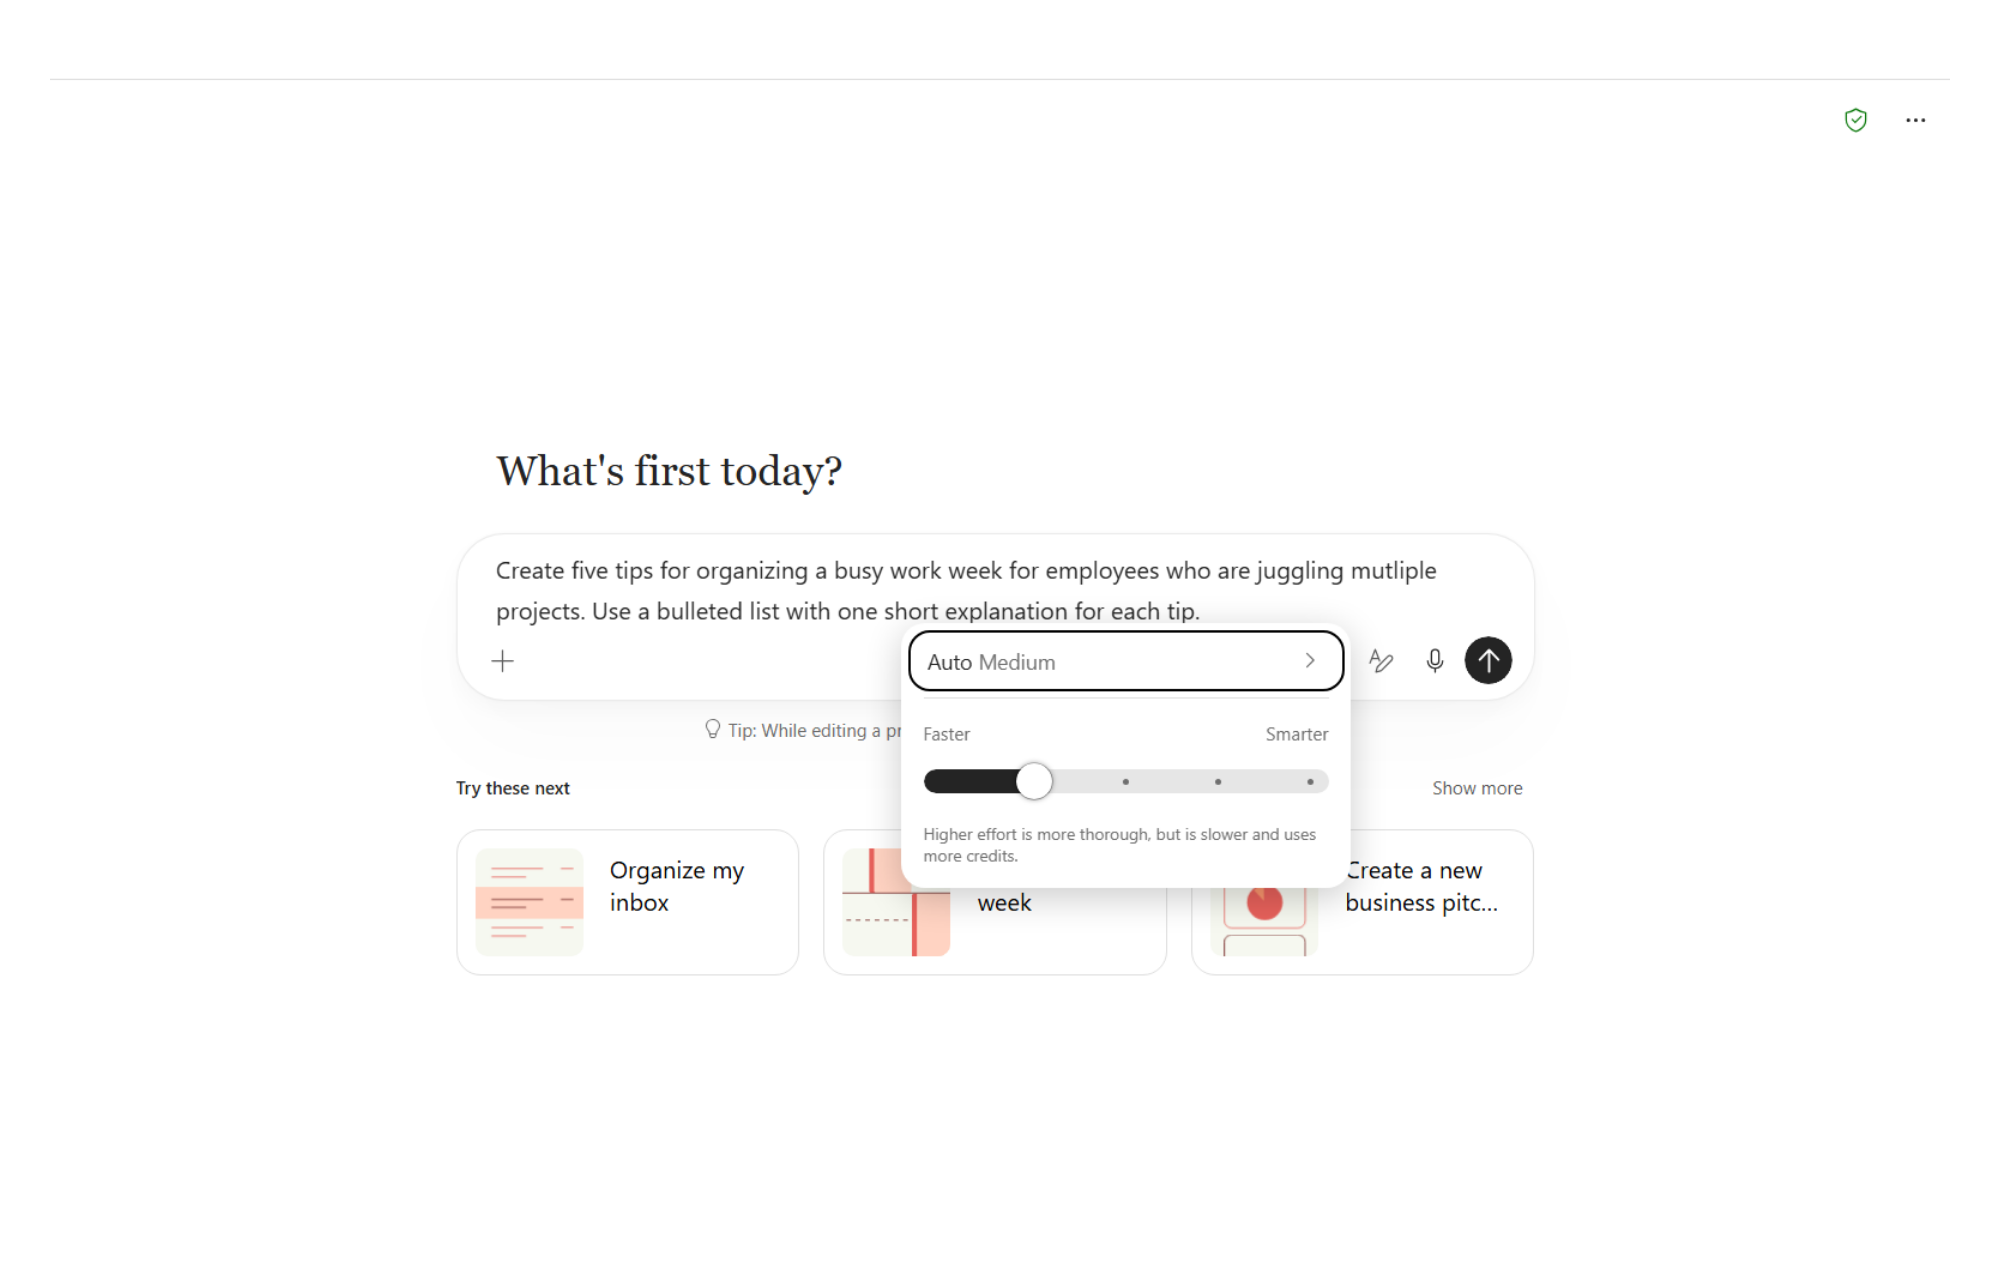 What's first today?
Create five tips for organizing a busy work week for employees who are juggling mutliple
projects. Use a bulleted list with one short explanation for each tip.
Auto Medium
Tip: While editing a pr
Faster
Smarter
Try these next
Show more
Higher effort is more thorough, but is slower and uses
more credits.
Organize my
inbox
week
Create a new
business pitc...